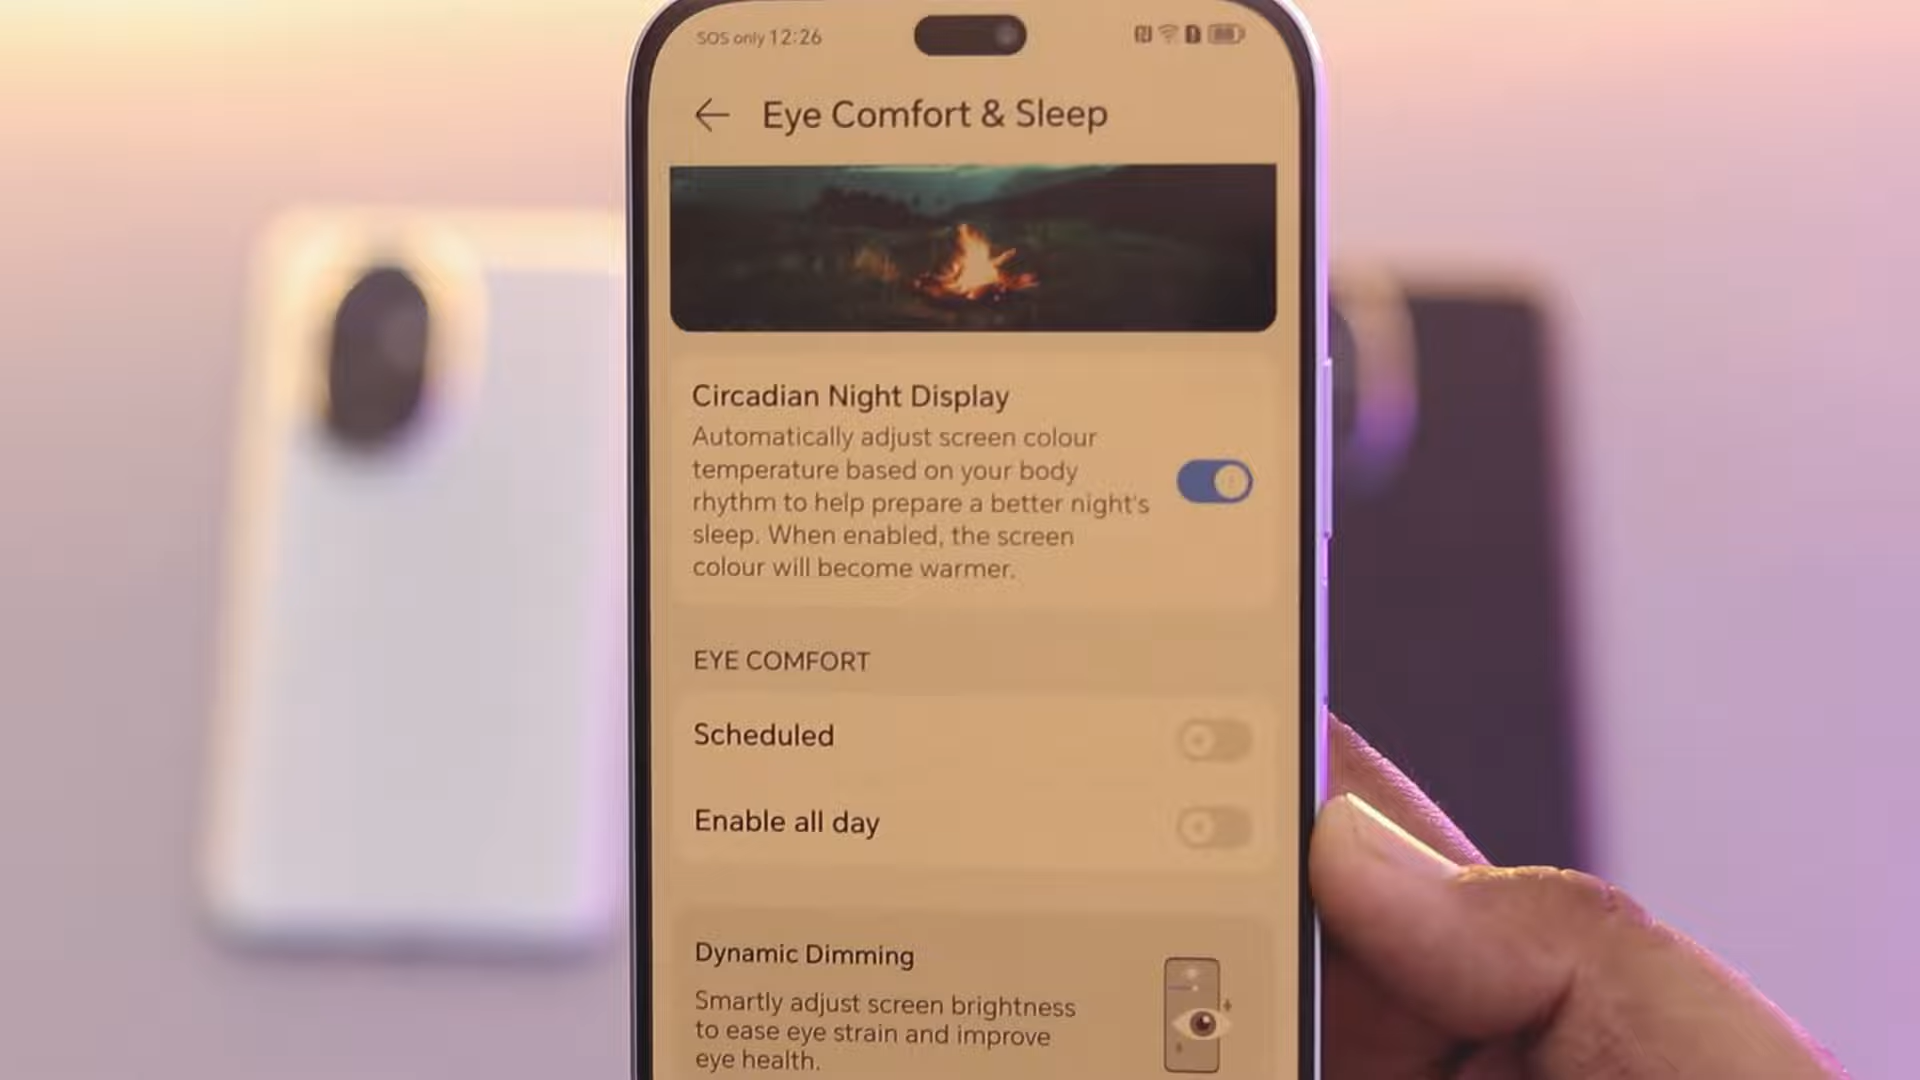 SOS only 12:26
Eye Comfort & Sleep
Circadian Night Display
Automatically adjust screen colour
temperature based on your body
rhythm to help prepare a better night's
sleep. When enabled, the screen
colour will become warmer.
EYE COMFORT
Scheduled
Enable all day
Dynamic Dimming
Smartly adjust screen brightness
to ease eye strain and improve
eye health.